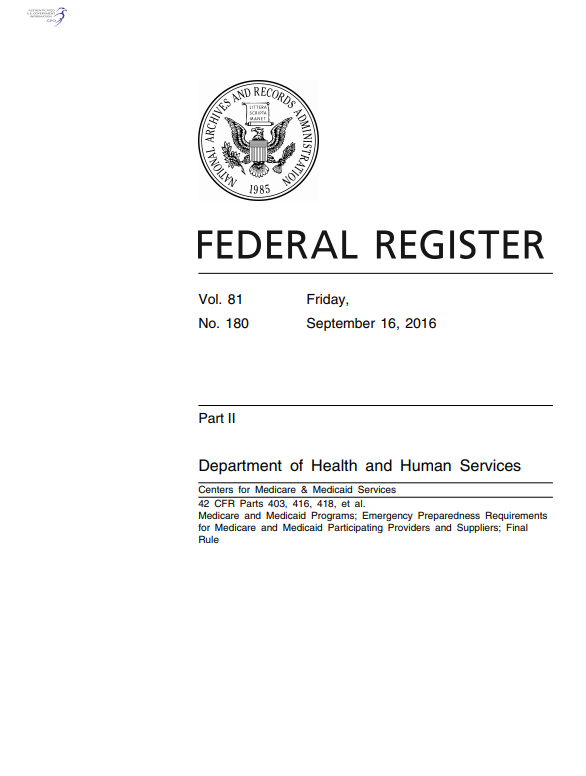 AUTHENTICATED
U.S. GOVERNMENT
INFORMATION
GPO
NATIONAL ARCHIVES AND RECORDS ADMINISTRATION
LITTERA
SCRIPTA
MANET
1985
FEDERAL REGISTER
Vol. 81 Friday,
No. 180 September 16, 2016
Part II
Department of Health and Human Services
Centers for Medicare & Medicaid Services
42 CFR Parts 403, 416, 418, et al.
Medicare and Medicaid Programs; Emergency Preparedness Requirements
for Medicare and Medicaid Participating Providers and Suppliers; Final
Rule